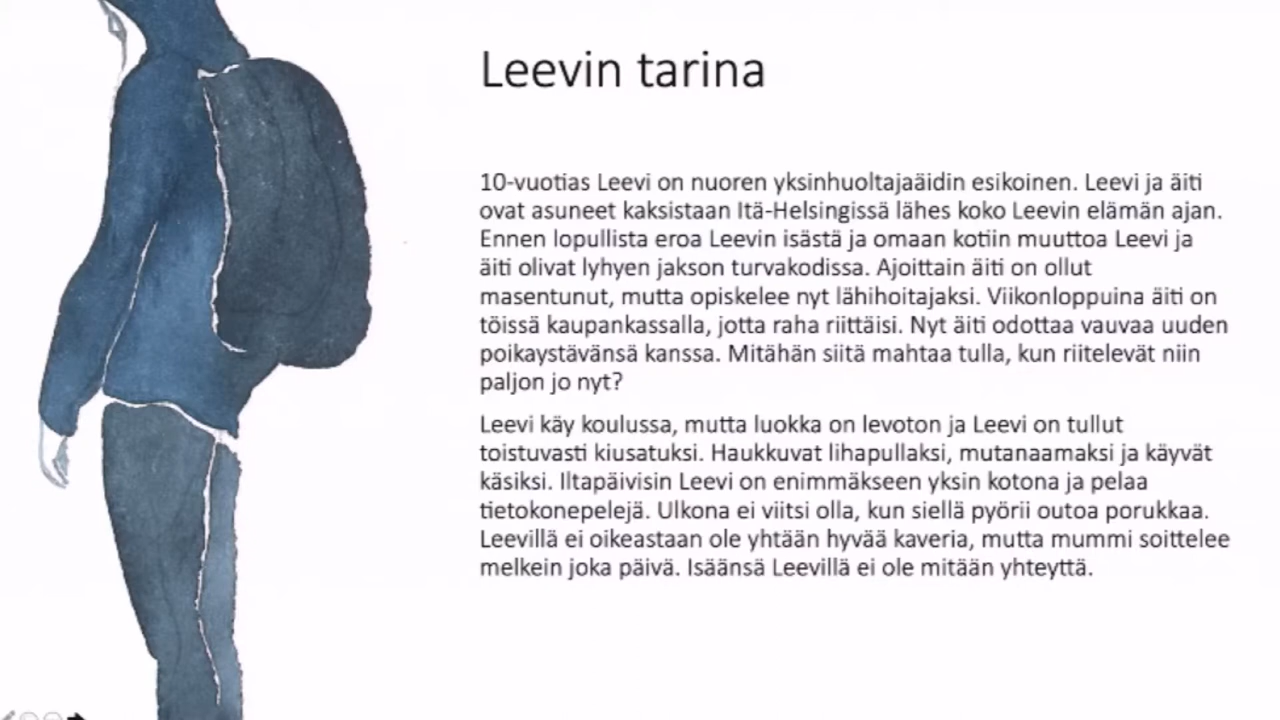 Leevin tarina
10-vuotias Leevi on nuoren yksinhuoltajaäidin esikoinen. Leevi ja äiti
ovat asuneet kaksistaan Itä-Helsingissä lähes koko Leevin elämän ajan.
Ennen lopullista eroa Leevin isästä ja omaan kotiin muuttoa Leevi ja
äiti olivat lyhyen jakson turvakodissa. Ajoittain äiti on ollut
masentunut, mutta opiskelee nyt lähihoitajaksi. Viikonloppuina äiti on
töissä kaupankassalla, jotta raha riittäisi. Nyt äiti odottaa vauvaa uuden
poikaystävänsä kanssa. Mitähän siitä mahtaa tulla, kun riitelevät niin
paljon jo nyt?
Leevi käy koulussa, mutta luokka on levoton ja Leevi on tullut
toistuvasti kiusatuksi. Haukkuvat lihapullaksi, mutanaamaksi ja käyvät
käsiksi. Iltapäivisin Leevi on enimmäkseen yksin kotona ja pelaa
tietokonepelejä. Ulkona ei viitsi olla, kun siellä pyörii outoa porukkaa.
Leevillä ei oikeastaan ole yhtään hyvää kaveria, mutta mummi soittelee
melkein joka päivä. Isäänsä Leevillä ei ole mitään yhteyttä.